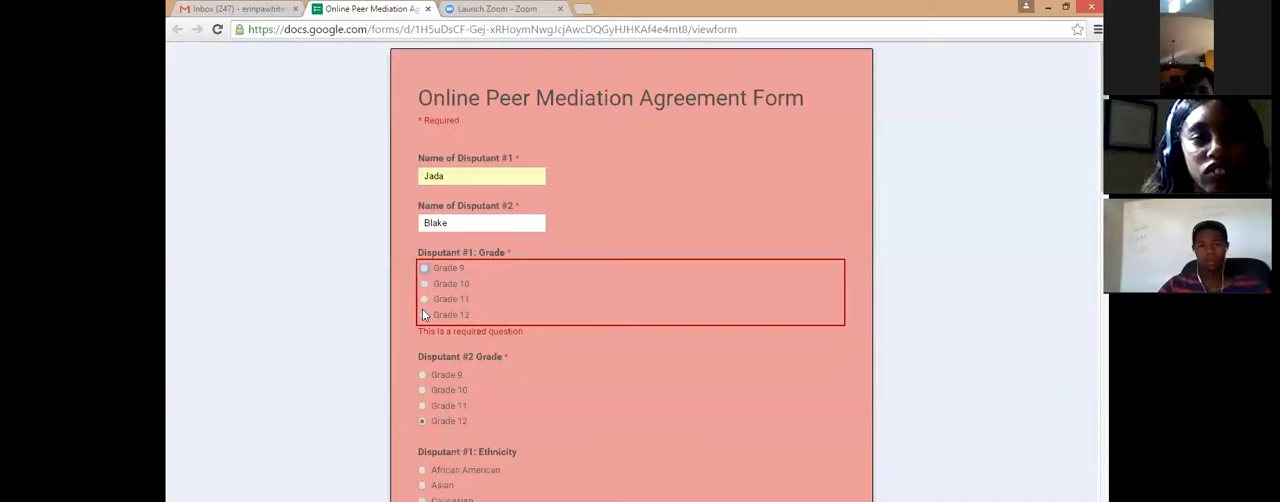 Inbox (247) - erinpawhite
Online Peer Mediation Ag
Launch Zoom - Zoom
https://docs.google.com/forms/d/1H5uDsCF-Gej-xRHoymNwgJcjAwcDQGyHJHKAf4e4mt8/viewform
Online Peer Mediation Agreement Form
* Required
Name of Disputant #1 *
Jada
Name of Disputant #2 *
Blake
Disputant #1: Grade *
Grade 9
Grade 10
Grade 11
Grade 12
This is a required question
Disputant #2 Grade *
Grade 9
Grade 10
Grade 11
Grade 12
Disputant #1: Ethnicity
African American
Asian
Caucasian